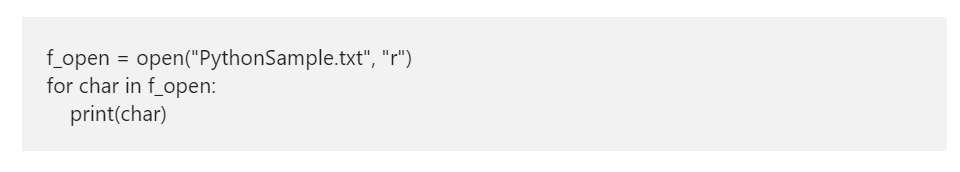 f_open = open("PythonSample.txt", "r")
for char in f_open:
    print(char)